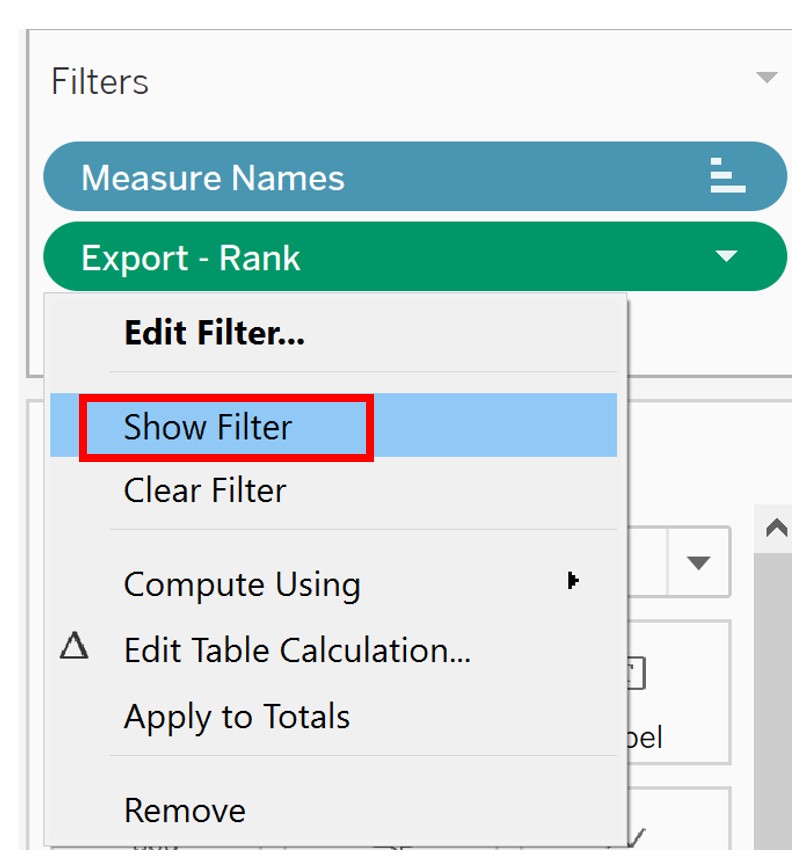 Filters
Measure Names
Export - Rank
Edit Filter...
Show Filter
Clear Filter
Compute Using
Δ Edit Table Calculation...
Apply to Totals
Remove